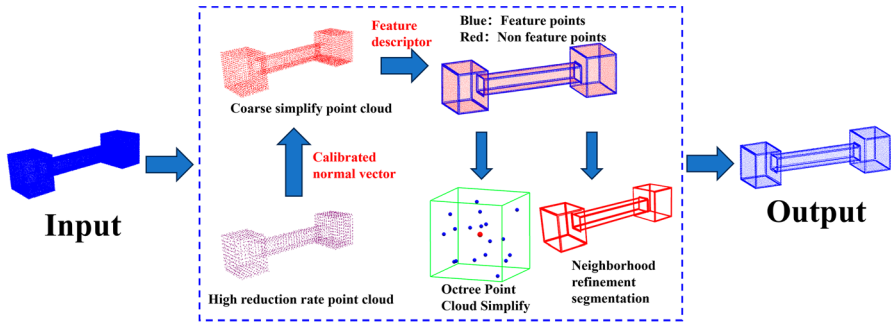 Input
Coarse simplify point cloud
Calibrated
normal vector
High reduction rate point cloud
Feature
descriptor
Blue: Feature points
Red: Non feature points
Octree Point
Cloud Simplify
Neighborhood
refinement
segmentation
Output